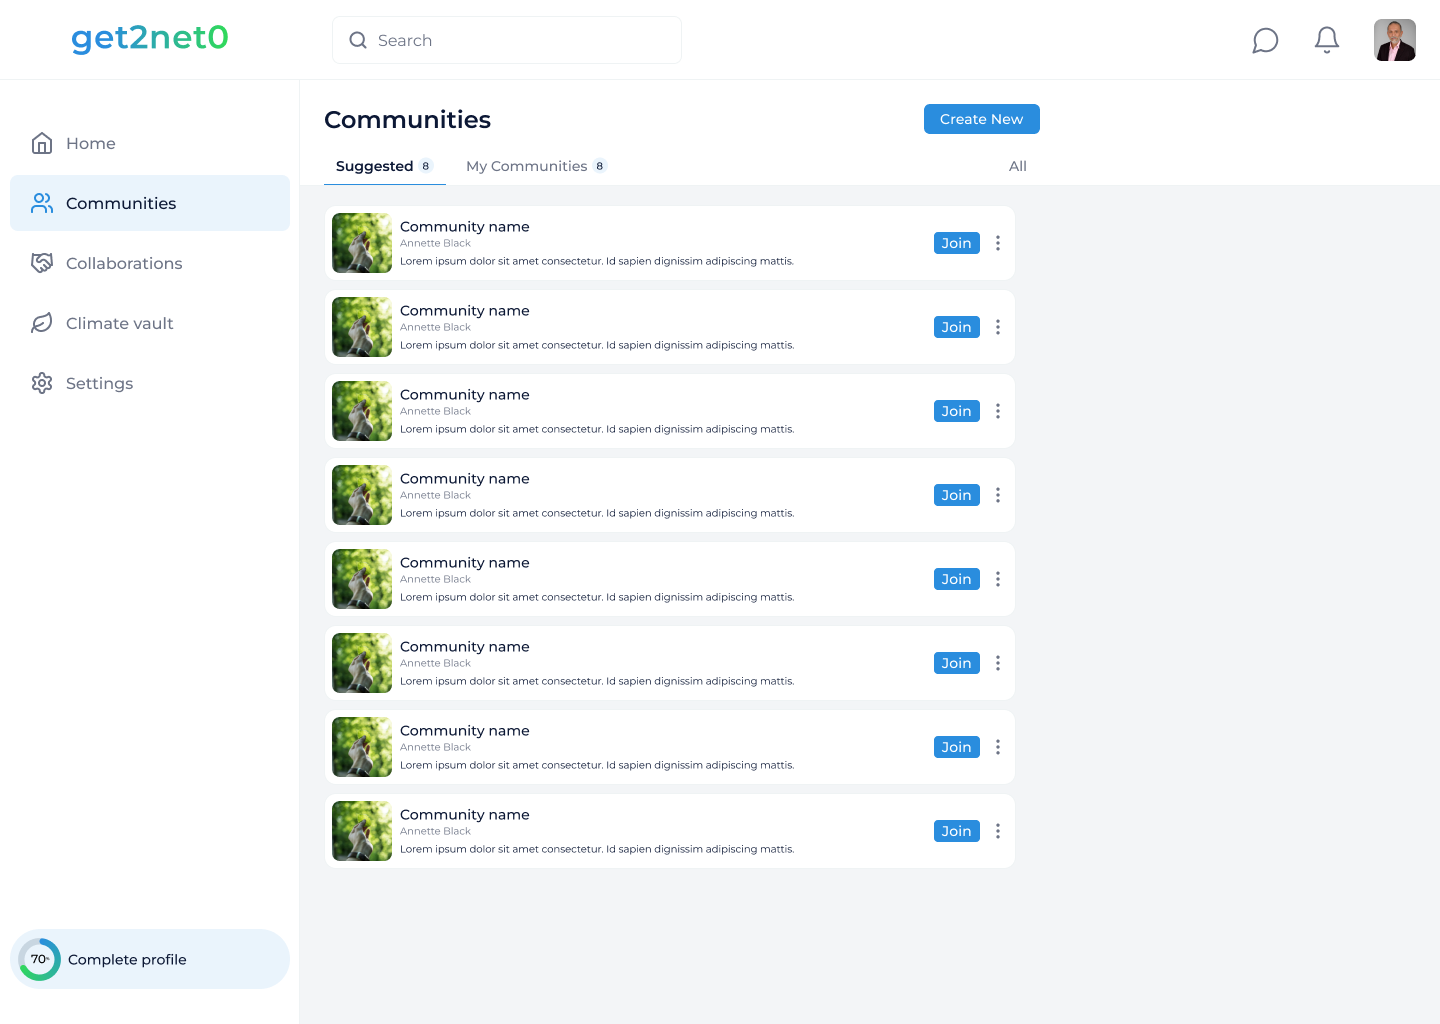 get2net0
Search
Home
Communities
Collaborations
Climate vault
Settings
70%
Complete profile
Communities
Create New
Suggested 8
My Communities 8
All
Community name
Annette Black
Lorem ipsum dolor sit amet consectetur. Id sapien dignissim adipiscing mattis.
Join
Community name
Annette Black
Lorem ipsum dolor sit amet consectetur. Id sapien dignissim adipiscing mattis.
Join
Community name
Annette Black
Lorem ipsum dolor sit amet consectetur. Id sapien dignissim adipiscing mattis.
Join
Community name
Annette Black
Lorem ipsum dolor sit amet consectetur. Id sapien dignissim adipiscing mattis.
Join
Community name
Annette Black
Lorem ipsum dolor sit amet consectetur. Id sapien dignissim adipiscing mattis.
Join
Community name
Annette Black
Lorem ipsum dolor sit amet consectetur. Id sapien dignissim adipiscing mattis.
Join
Community name
Annette Black
Lorem ipsum dolor sit amet consectetur. Id sapien dignissim adipiscing mattis.
Join
Community name
Annette Black
Lorem ipsum dolor sit amet consectetur. Id sapien dignissim adipiscing mattis.
Join